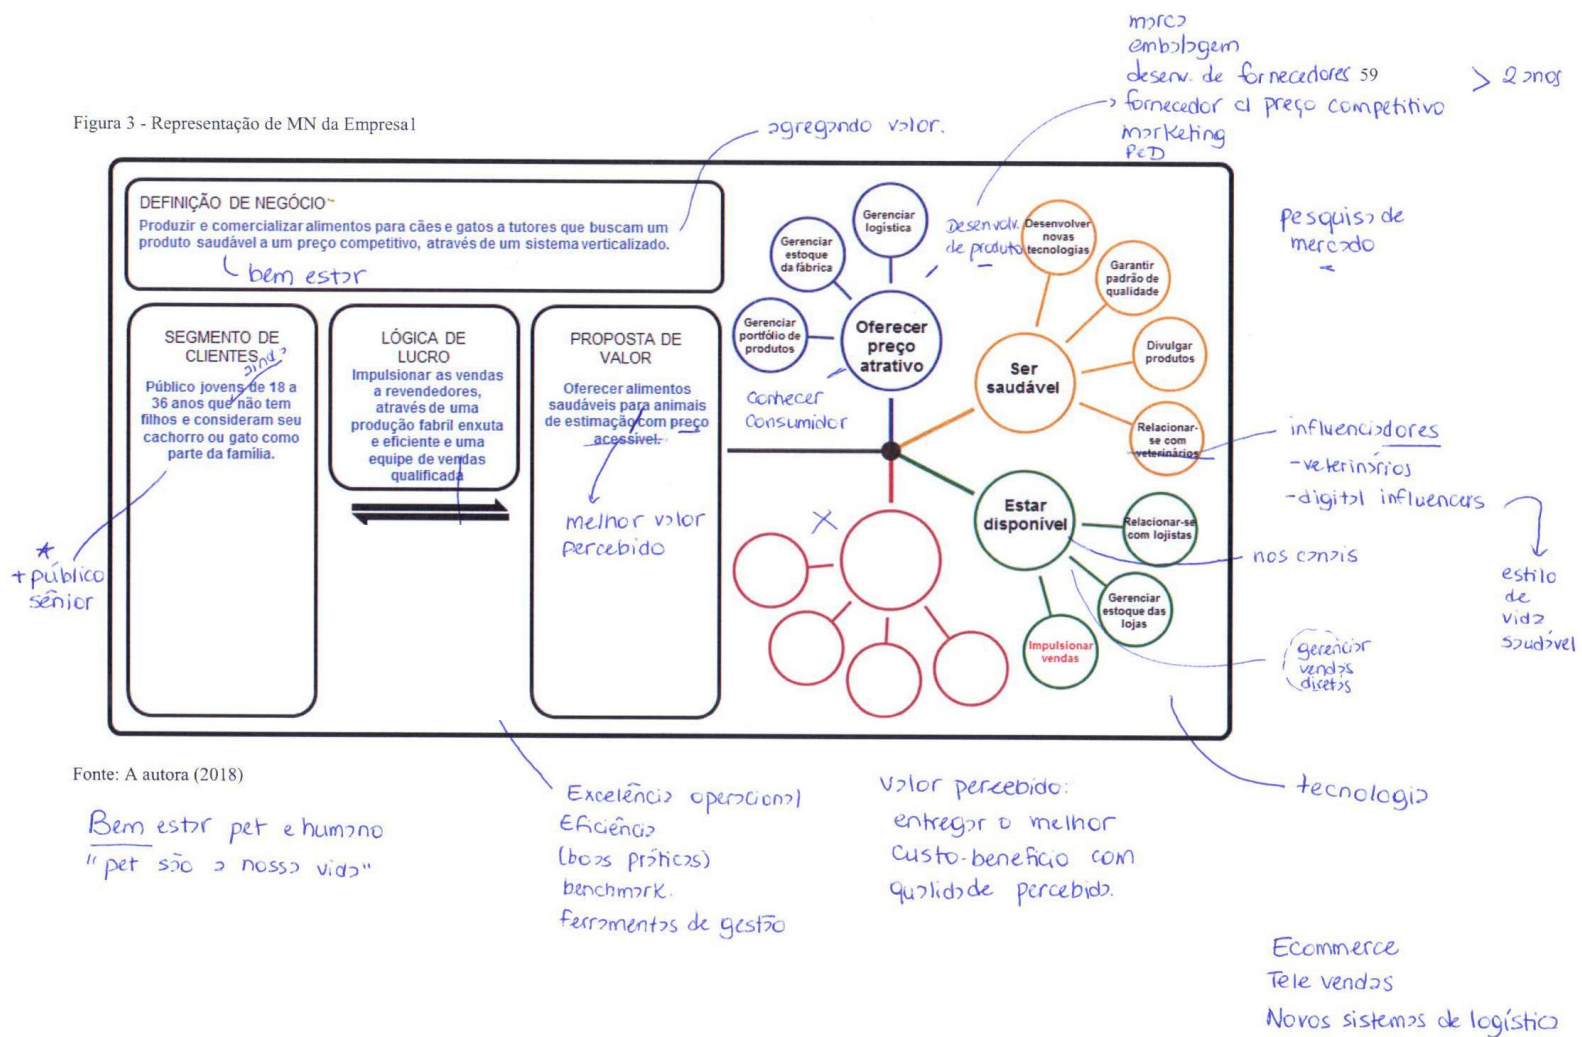 marca
embalagem
desenv. de fornecedores 59
> 2 anos
fornecedor c/ preço competitivo
marketing
PeD
Figura 3 - Representação de MN da Empresa1
agregando valor.
DEFINIÇÃO DE NEGÓCIO
Produzir e comercializar alimentos para cães e gatos a tutores que buscam um
produto saudável a um preço competitivo, através de um sistema verticalizado.
bem estar
SEGMENTO DE
CLIENTES
ainda
Público jovens de 18 a
36 anos que não tem
filhos e consideram seu
cachorro ou gato como
parte da família.
* + público
sênior
LÓGICA DE
LUCRO
Impulsionar as vendas
a revendedores,
através de uma
produção fabril enxuta
e eficiente e uma
equipe de vendas
qualificada
PROPOSTA DE
VALOR
Oferecer alimentos
saudáveis para animais
de estimação com preço
acessível.
melhor valor
percebido
Gerenciar
logística
Gerenciar
estoque
da fábrica
Gerenciar
portfólio de
produtos
Oferecer
preço
atrativo
Desenvolv.
de produto
conhecer
consumidor
Desenvolver
novas
tecnologias
Garantir
padrão de
qualidade
Divulgar
produtos
Relacionar-
se com
veterinários
Ser
saudável
pesquisa de
mercado
influenciadores
- veterinários
- digital influencers
estilo
de
vida
saudável
Estar
disponível
Relacionar-se
com lojistas
Gerenciar
estoque das
lojas
Impulsionar
vendas
nos canais
gerenciar
vendas
diretas
tecnologia
X
Fonte: A autora (2018)
Bem estar pet e humano
"pet são a nossa vida"
Excelência operacional
Eficiência
(boas práticas)
benchmark.
ferramentas de gestão
valor percebido:
entregar o melhor
custo-benefício com
qualidade percebida.
Ecommerce
Tele vendas
Novos sistemas de logística